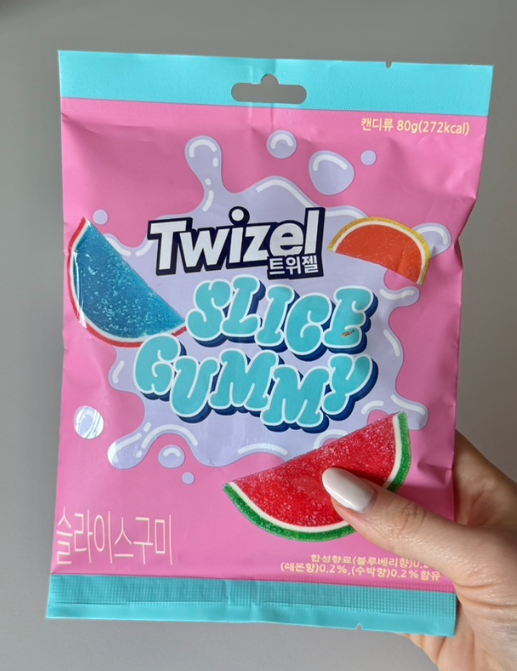 캔디류 80g(272kcal)
Twizel
트위젤
SLICE
GUMMY
슬라이스구미
합성향료(블루베리향)0.2
(레몬향)0.2%,(수박향)0.2%함유